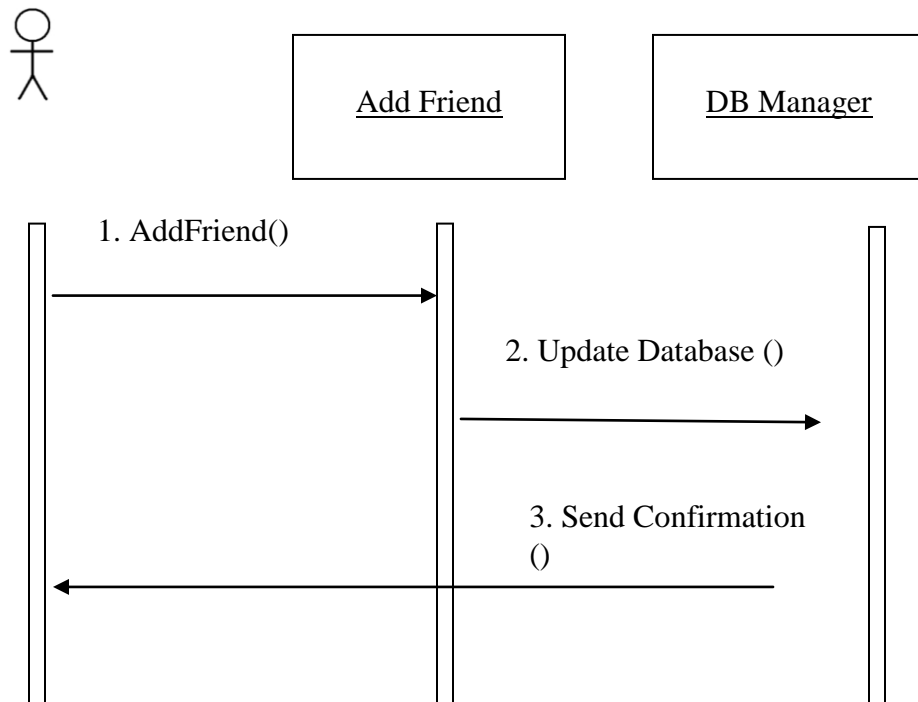 Add Friend
DB Manager
1. AddFriend()
2. Update Database ()
3. Send Confirmation
()